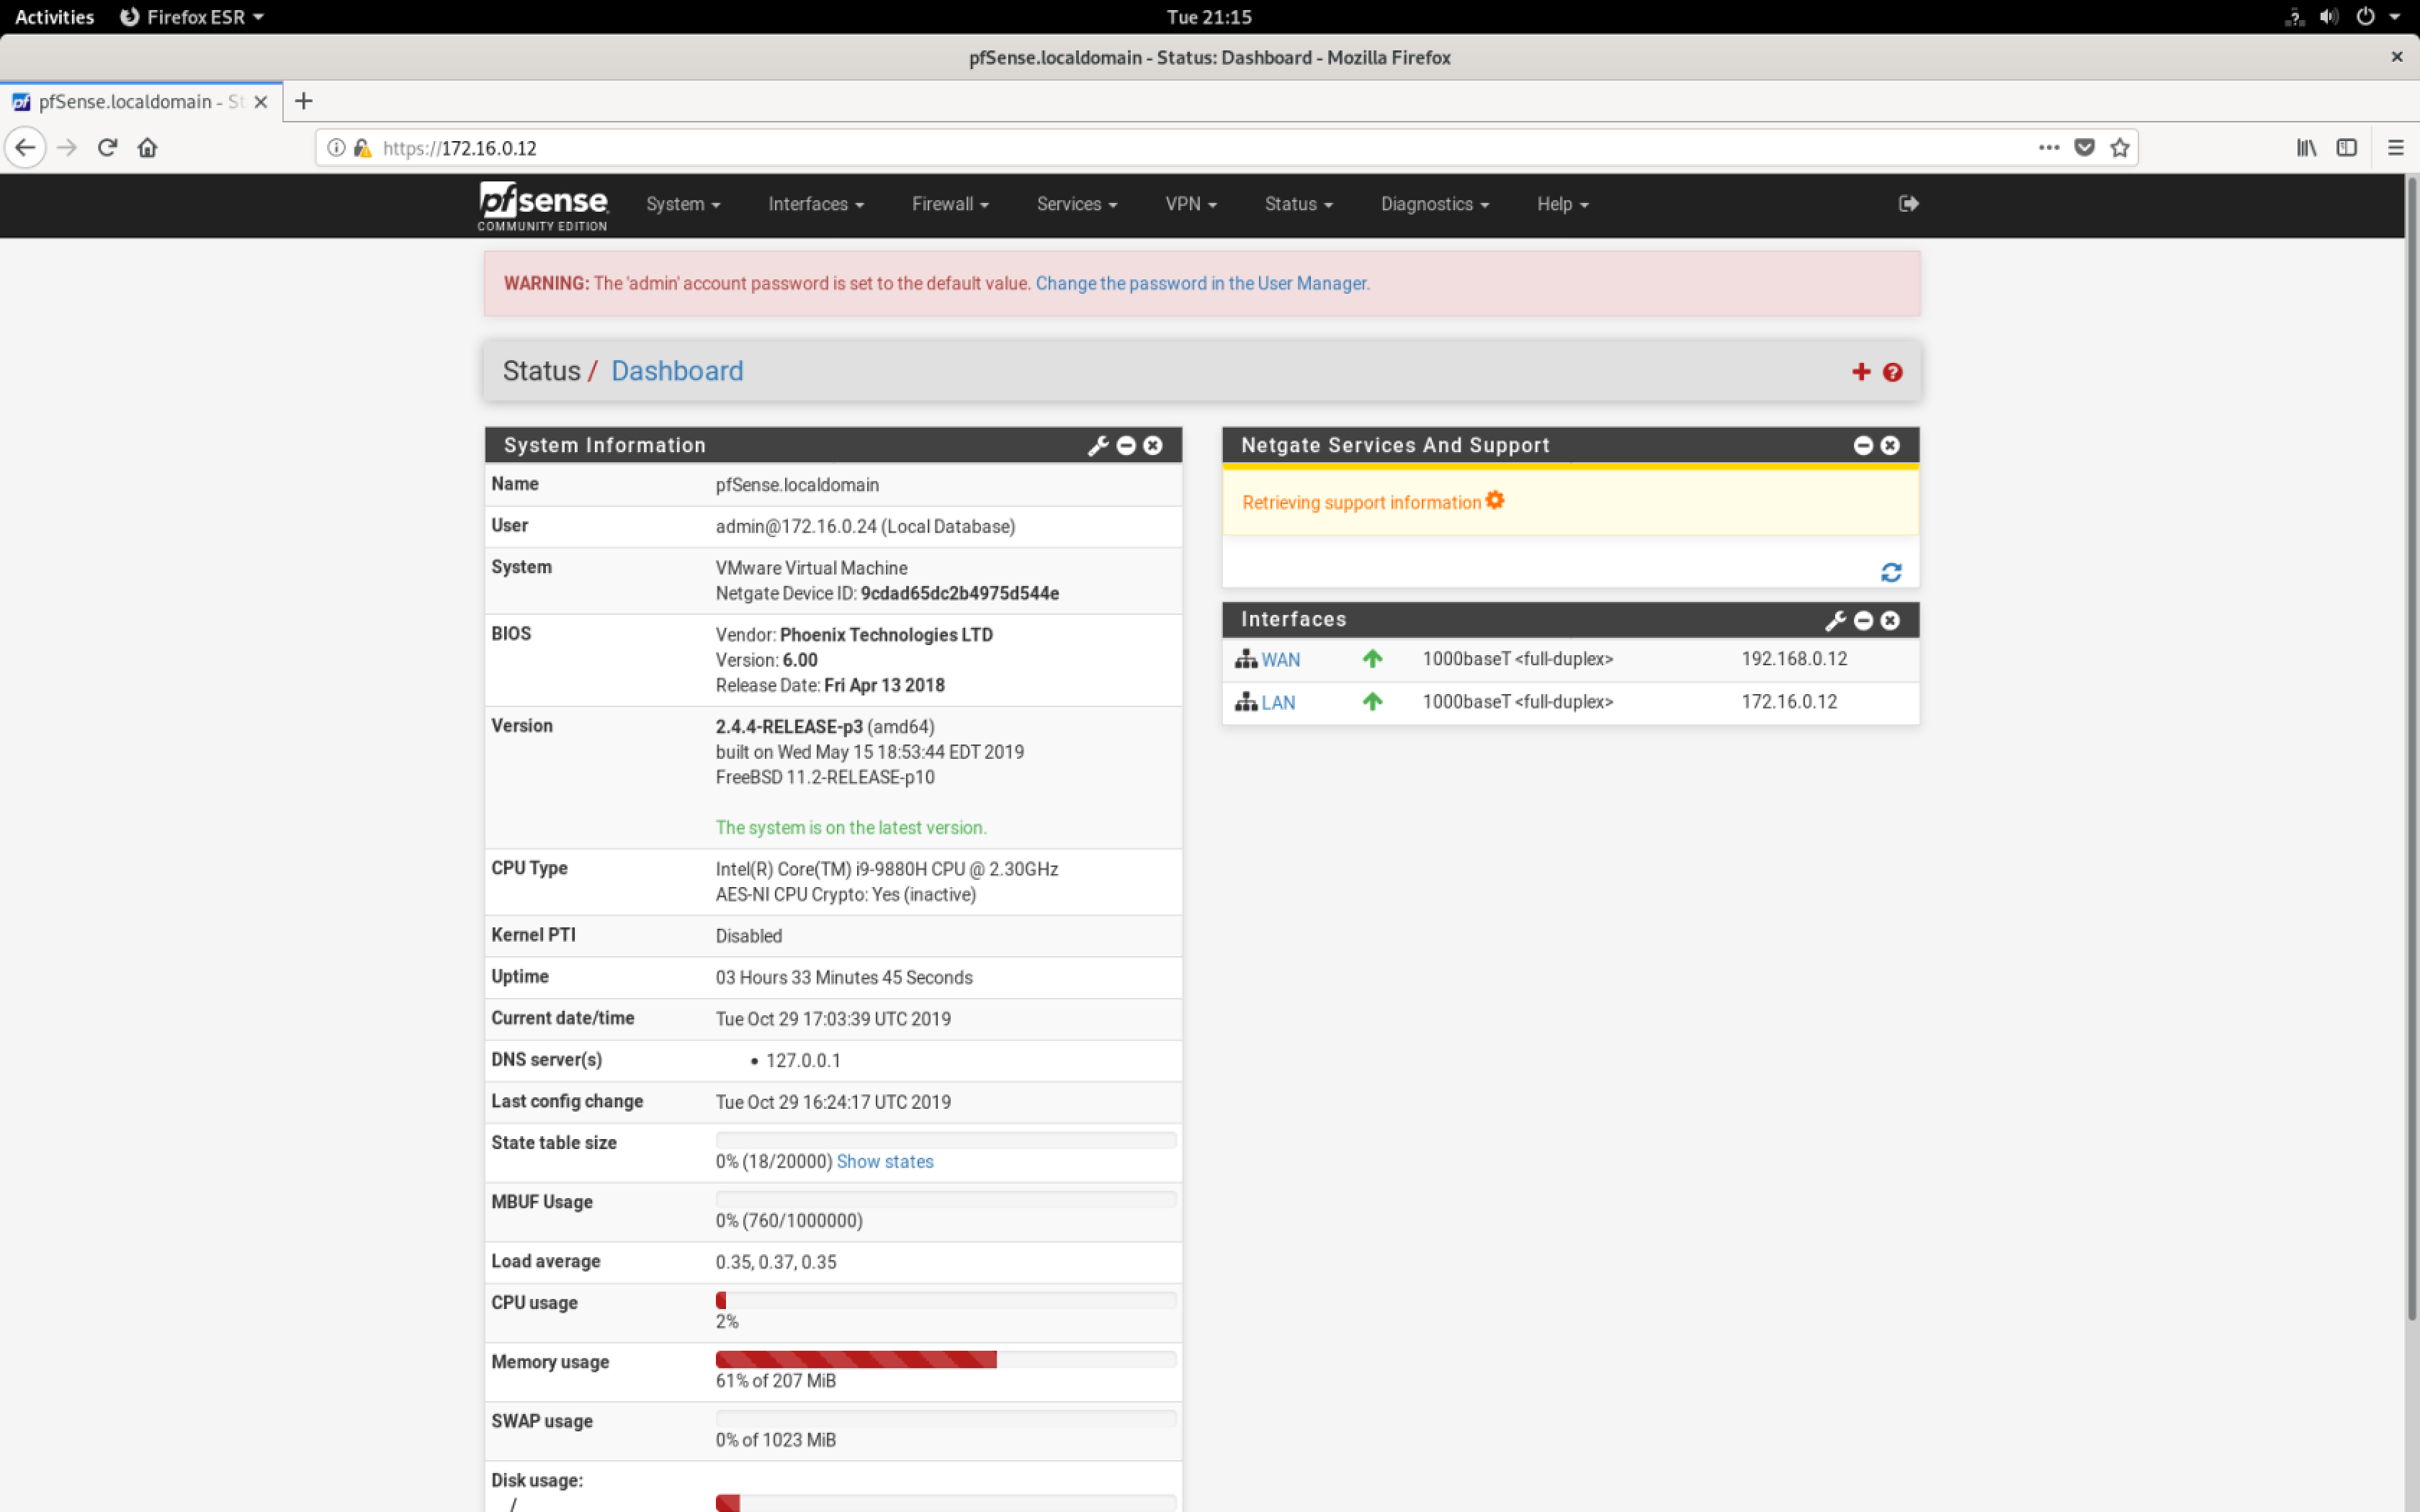 Activities Firefox ESR Tue 21:15
pfSense.localdomain - Status: Dashboard - Mozilla Firefox
pfSense.localdomain - St
https://172.16.0.12
pfsense System Interfaces Firewall Services VPN Status Diagnostics Help
COMMUNITY EDITION
WARNING: The 'admin' account password is set to the default value. Change the password in the User Manager.
Status / Dashboard
System Information
Name pfSense.localdomain
User admin@172.16.0.24 (Local Database)
System VMware Virtual Machine
Netgate Device ID: 9cdad65dc2b4975d544e
BIOS Vendor: Phoenix Technologies LTD
Version: 6.00
Release Date: Fri Apr 13 2018
Version 2.4.4-RELEASE-p3 (amd64)
built on Wed May 15 18:53:44 EDT 2019
FreeBSD 11.2-RELEASE-p10
The system is on the latest version.
CPU Type Intel(R) Core(TM) i9-9880H CPU @ 2.30GHz
AES-NI CPU Crypto: Yes (inactive)
Kernel PTI Disabled
Uptime 03 Hours 33 Minutes 45 Seconds
Current date/time Tue Oct 29 17:03:39 UTC 2019
DNS server(s) • 127.0.0.1
Last config change Tue Oct 29 16:24:17 UTC 2019
State table size
0% (18/20000) Show states
MBUF Usage
0% (760/1000000)
Load average 0.35, 0.37, 0.35
CPU usage
2%
Memory usage
61% of 207 MiB
SWAP usage
0% of 1023 MiB
Disk usage:
/
Netgate Services And Support
Retrieving support information
Interfaces
WAN 1000baseT <full-duplex> 192.168.0.12
LAN 1000baseT <full-duplex> 172.16.0.12